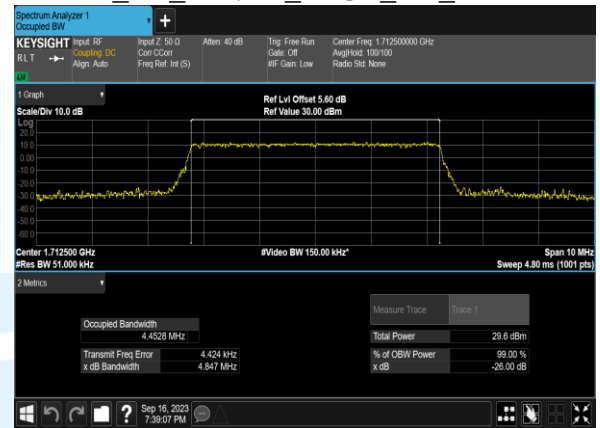 Spectrum Analyzer 1
Occupied BW
KEYSIGHT Input: RF Input Z: 50 Ω Atten: 40 dB Trig: Free Run Center Freq: 1.712500000 GHz
RLT Coupling: DC Corr CCorr Gate: Off Avg|Hold: 100/100
Align: Auto Freq Ref: Int (S) #IF Gain: Low Radio Std: None
1 Graph
Ref Lvl Offset 5.60 dB
Scale/Div 10.0 dB Ref Value 30.00 dBm
Log
20.0
10.0
0.00
-10.0
-20.0
-30.0
-40.0
-50.0
-60.0
Center 1.712500 GHz #Video BW 150.00 kHz* Span 10 MHz
#Res BW 51.000 kHz Sweep 4.80 ms (1001 pts)
2 Metrics
Measure Trace Trace 1
Occupied Bandwidth
4.4528 MHz Total Power 29.6 dBm
Transmit Freq Error 4.424 kHz % of OBW Power 99.00 %
x dB Bandwidth 4.847 MHz x dB -26.00 dB
Sep 16, 2023
7:39:07 PM